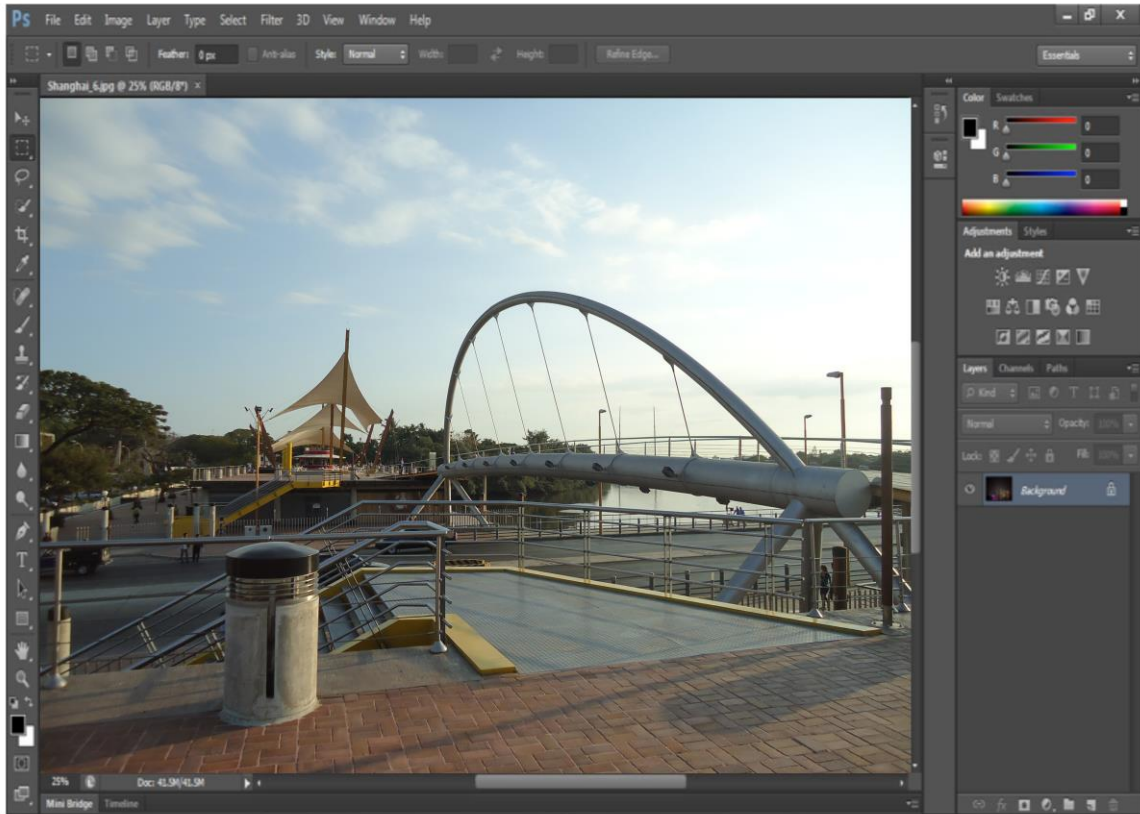 Ps File Edit Image Layer Type Select Filter 3D View Window Help
Feather: 0 px Anti-alias Style: Normal Width: Height: Refine Edge... Essentials
Shanghai_6.jpg @ 25% (RGB/8*) ×
Color Swatches
R 0
G 0
B 0
Adjustments Styles
Add an adjustment
Layers Channels Paths
Kind
Normal Opacity: 100%
Lock: Fill: 100%
Background
25% Doc: 41.5M/41.5M
Mini Bridge Timeline